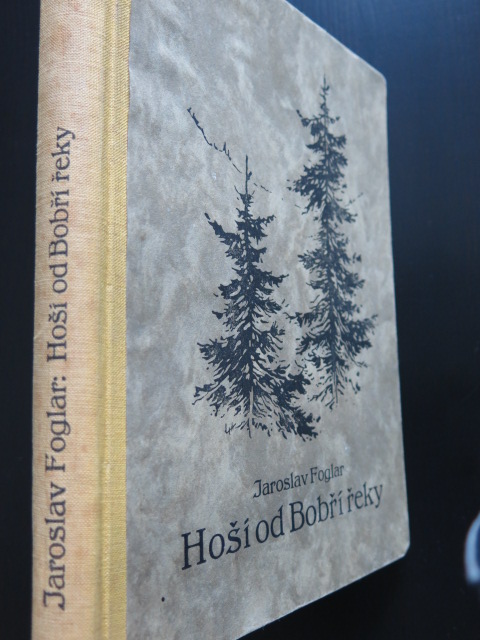 Jaroslav Foglar: Hoši od Bobří řeky
Jaroslav Foglar
Hoši od Bobří řeky